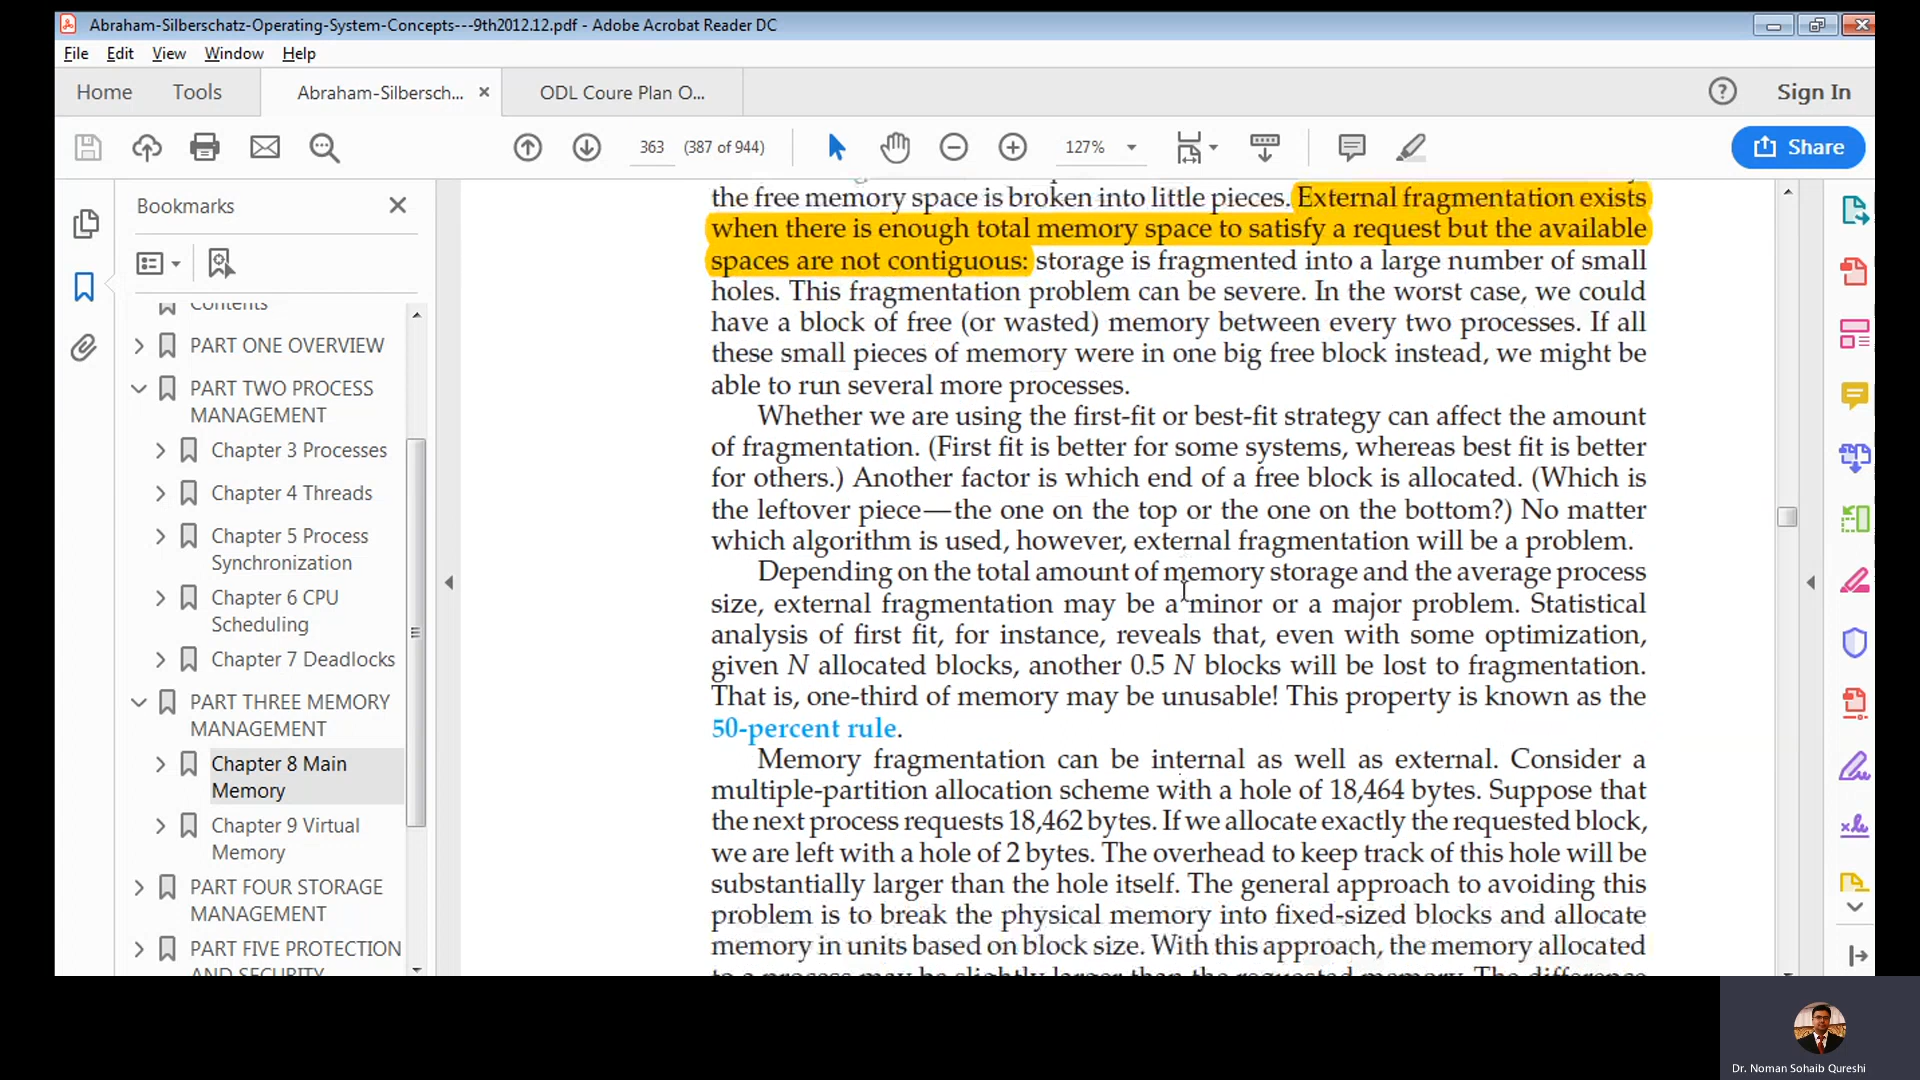 Abraham-Silberschatz-Operating-System-Concepts---9th2012.12.pdf - Adobe Acrobat Reader DC
File Edit View Window Help
Home Tools Abraham-Silbersch... ODL Coure Plan O... Sign In
363 (387 of 944) 127% Share
Bookmarks
Contents
PART ONE OVERVIEW
PART TWO PROCESS
MANAGEMENT
Chapter 3 Processes
Chapter 4 Threads
Chapter 5 Process
Synchronization
Chapter 6 CPU
Scheduling
Chapter 7 Deadlocks
PART THREE MEMORY
MANAGEMENT
Chapter 8 Main
Memory
Chapter 9 Virtual
Memory
PART FOUR STORAGE
MANAGEMENT
PART FIVE PROTECTION
AND SECURITY
the free memory space is broken into little pieces. External fragmentation exists
when there is enough total memory space to satisfy a request but the available
spaces are not contiguous: storage is fragmented into a large number of small
holes. This fragmentation problem can be severe. In the worst case, we could
have a block of free (or wasted) memory between every two processes. If all
these small pieces of memory were in one big free block instead, we might be
able to run several more processes.
Whether we are using the first-fit or best-fit strategy can affect the amount
of fragmentation. (First fit is better for some systems, whereas best fit is better
for others.) Another factor is which end of a free block is allocated. (Which is
the leftover piece—the one on the top or the one on the bottom?) No matter
which algorithm is used, however, external fragmentation will be a problem.
Depending on the total amount of memory storage and the average process
size, external fragmentation may be a minor or a major problem. Statistical
analysis of first fit, for instance, reveals that, even with some optimization,
given N allocated blocks, another 0.5 N blocks will be lost to fragmentation.
That is, one-third of memory may be unusable! This property is known as the
50-percent rule.
Memory fragmentation can be internal as well as external. Consider a
multiple-partition allocation scheme with a hole of 18,464 bytes. Suppose that
the next process requests 18,462 bytes. If we allocate exactly the requested block,
we are left with a hole of 2 bytes. The overhead to keep track of this hole will be
substantially larger than the hole itself. The general approach to avoiding this
problem is to break the physical memory into fixed-sized blocks and allocate
memory in units based on block size. With this approach, the memory allocated
to a process may be slightly larger than the requested memory. The difference
Dr. Noman Sohaib Qureshi